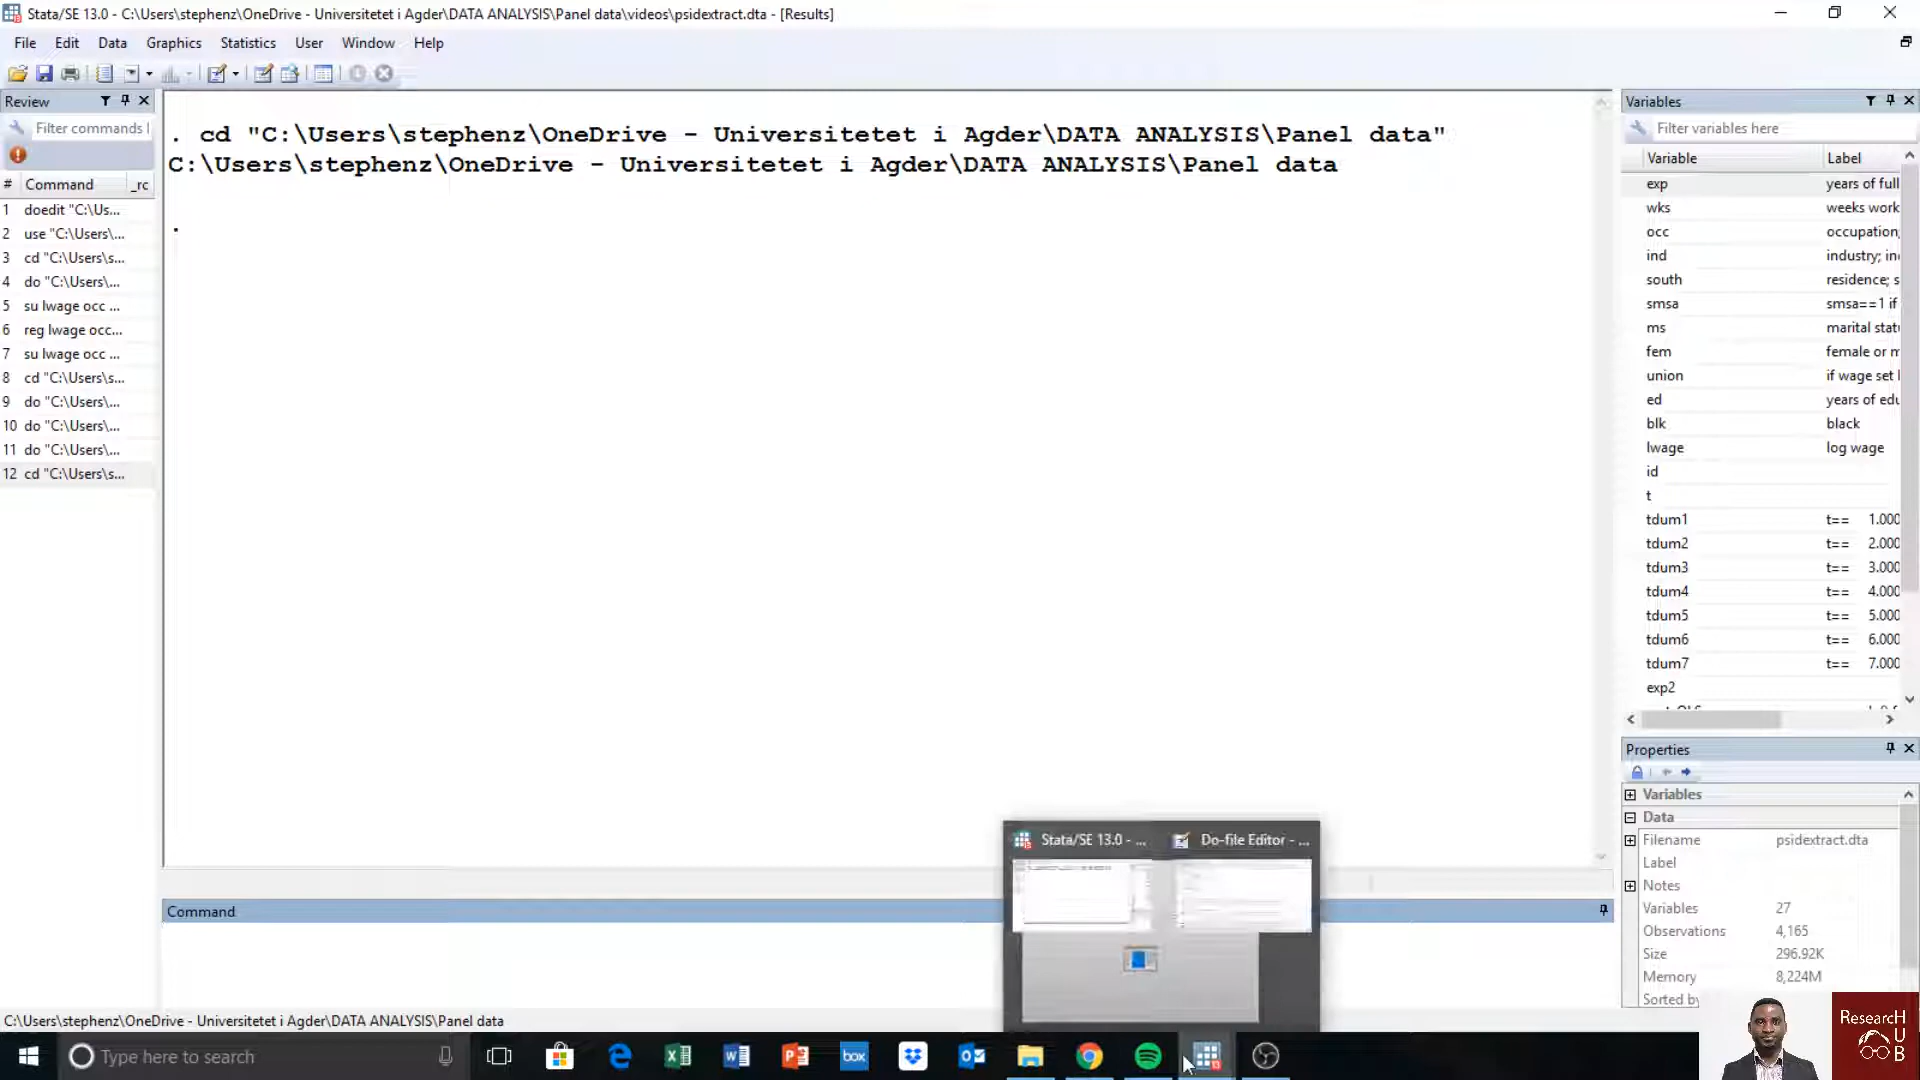 Stata/SE 13.0 - C:\Users\stephenz\OneDrive - Universitetet i Agder\DATA ANALYSIS\Panel data\videos\psidextract.dta - [Results]
File Edit Data Graphics Statistics User Window Help
Review
Filter commands
# Command _rc
1 doedit "C:\Us...
2 use "C:\Users\...
3 cd "C:\Users\s...
4 do "C:\Users\...
5 su lwage occ ...
6 reg lwage occ...
7 su lwage occ ...
8 cd "C:\Users\s...
9 do "C:\Users\...
10 do "C:\Users\...
11 do "C:\Users\...
12 cd "C:\Users\s...
. cd "C:\Users\stephenz\OneDrive - Universitetet i Agder\DATA ANALYSIS\Panel data"
C:\Users\stephenz\OneDrive - Universitetet i Agder\DATA ANALYSIS\Panel data
.
Variables
Filter variables here
Variable Label
exp years of full
wks weeks work
occ occupation;
ind industry; in
south residence; s
smsa smsa==1 if
ms marital stat
fem female or m
union if wage set
ed years of edu
blk black
lwage log wage
id
t
tdum1 t== 1.000
tdum2 t== 2.000
tdum3 t== 3.000
tdum4 t== 4.000
tdum5 t== 5.000
tdum6 t== 6.000
tdum7 t== 7.000
exp2
Properties
Variables
Data
Filename psidextract.dta
Label
Notes
Variables 27
Observations 4,165
Size 296.92K
Memory 8,224M
Sorted by
Stata/SE 13.0 - ... Do-file Editor - ...
Command
C:\Users\stephenz\OneDrive - Universitetet i Agder\DATA ANALYSIS\Panel data
Type here to search
box
ResearcH
UB